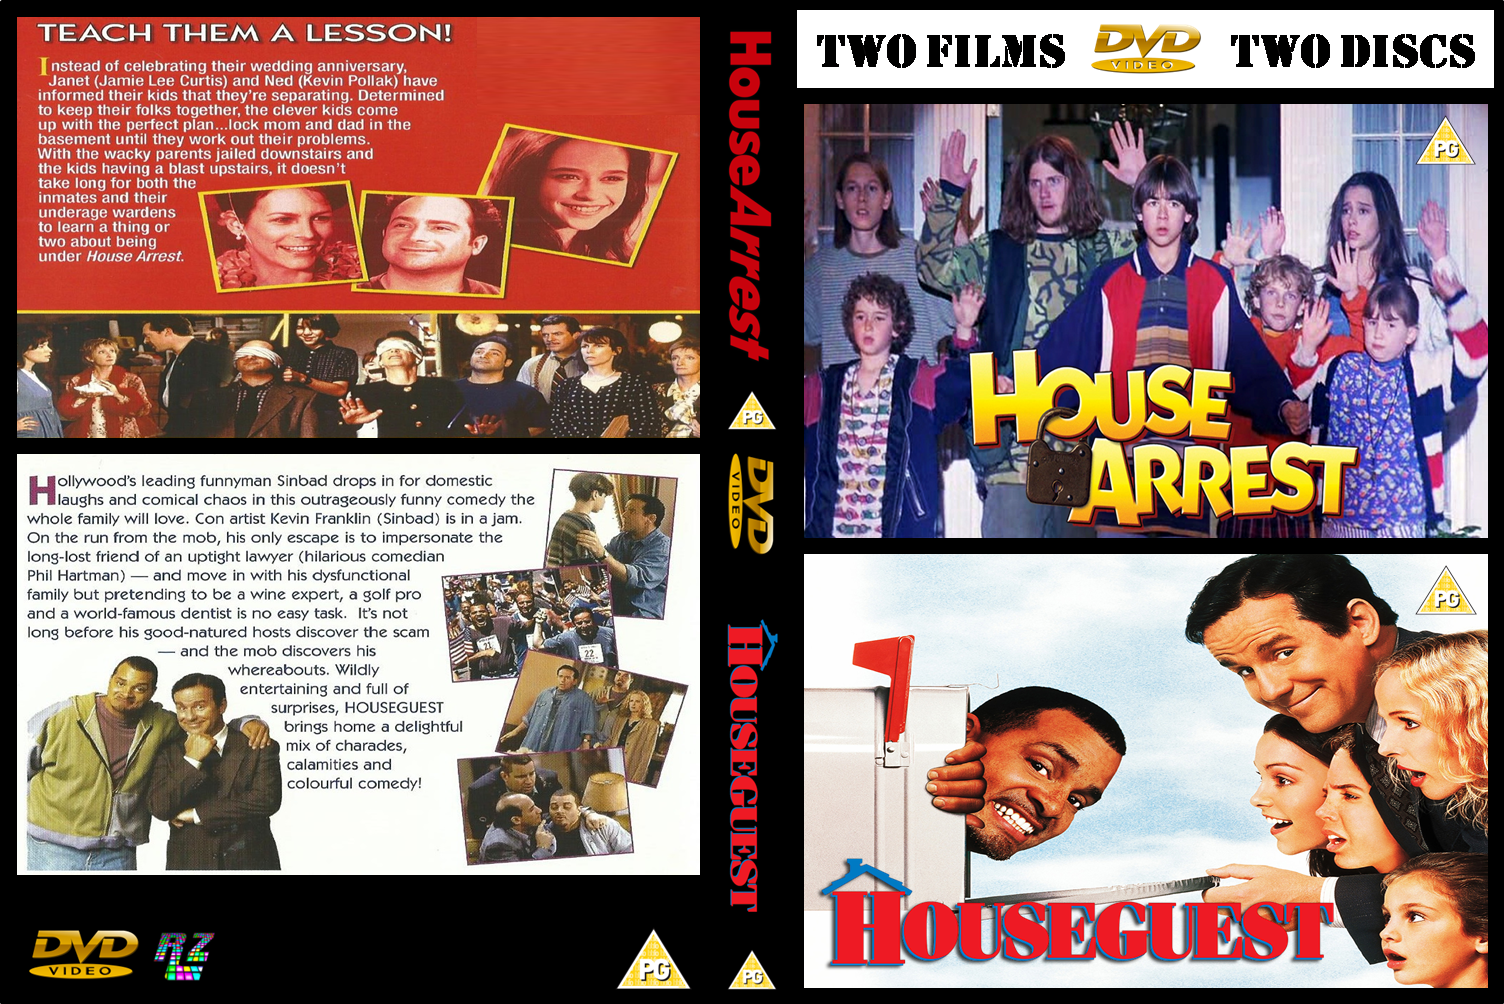 TEACH THEM A LESSON!
Instead of celebrating their wedding anniversary,
Janet (Jamie Lee Curtis) and Ned (Kevin Pollak) have
informed their kids that they're separating. Determined
to keep their folks together, the clever kids come
up with the perfect plan...lock mom and dad in the
basement until they work out their problems.
With the wacky parents jailed downstairs and
the kids having a blast upstairs, it doesn't
take long for both the
inmates and their
underage wardens
to learn a thing or
two about being
under House Arrest.
Hollywood's leading funnyman Sinbad drops in for domestic
laughs and comical chaos in this outrageously funny comedy the
whole family will love. Con artist Kevin Franklin (Sinbad) is in a jam.
On the run from the mob, his only escape is to impersonate the
long-lost friend of an uptight lawyer (hilarious comedian
Phil Hartman) — and move in with his dysfunctional
family but pretending to be a wine expert, a golf pro
and a world-famous dentist is no easy task. It's not
long before his good-natured hosts discover the scam
— and the mob discovers his
whereabouts. Wildly
entertaining and full of
surprises, HOUSEGUEST
brings home a delightful
mix of charades,
calamities and
colourful comedy!
21
22
DVD
VIDEO
RZ
PG
House Arrest
PG
DVD
VIDEO
HOUSEGUEST
PG
TWO FILMS
DVD
VIDEO
TWO DISCS
PG
HOUSE
ARREST
PG
HOUSEGUEST